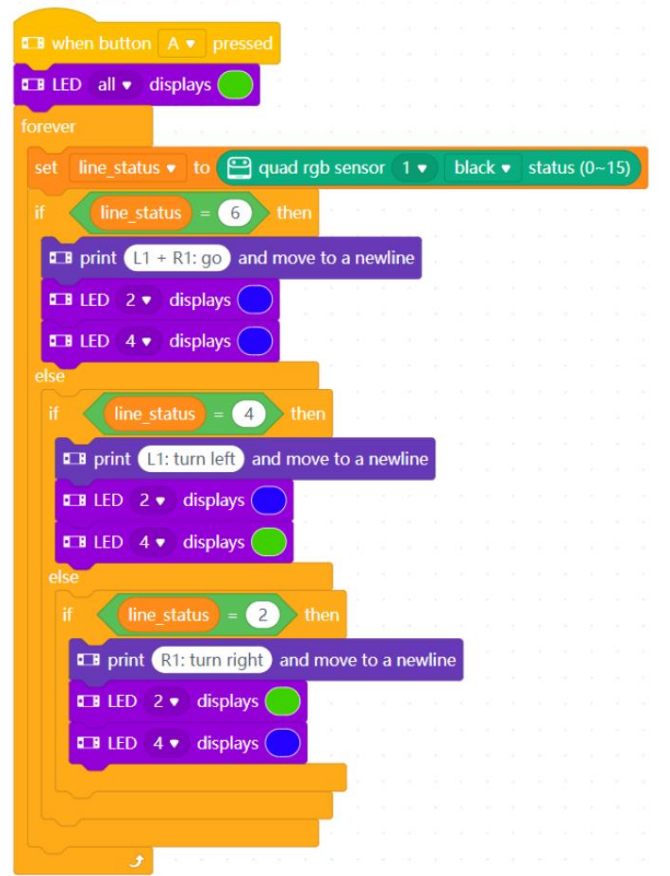 when button A pressed
LED all displays
forever
set line_status to quad rgb sensor 1 black status (0~15)
if line_status = 6 then
print L1 + R1: go and move to a newline
LED 2 displays
LED 4 displays
else
if line_status = 4 then
print L1: turn left and move to a newline
LED 2 displays
LED 4 displays
else
if line_status = 2 then
print R1: turn right and move to a newline
LED 2 displays
LED 4 displays